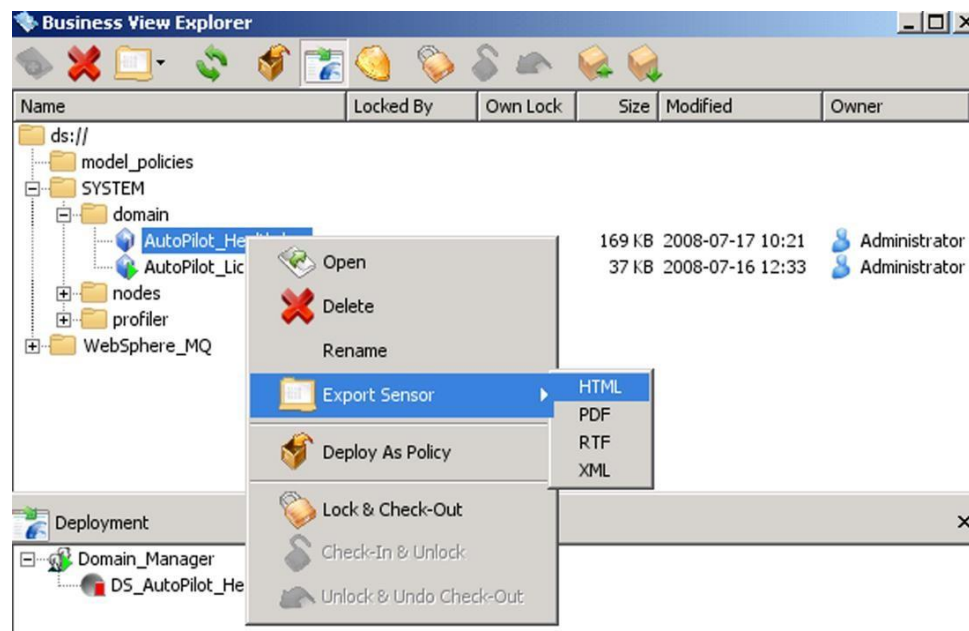 Business View Explorer
Name Locked By Own Lock Size Modified Owner
ds://
model_policies
SYSTEM
domain
AutoPilot_He 169 KB 2008-07-17 10:21 Administrator
AutoPilot_Lic 37 KB 2008-07-16 12:33 Administrator
nodes
profiler
WebSphere_MQ
Open
Delete
Rename
Export Sensor
HTML
PDF
RTF
XML
Deploy As Policy
Lock & Check-Out
Check-In & Unlock
Unlock & Undo Check-Out
Deployment
Domain_Manager
DS_AutoPilot_He